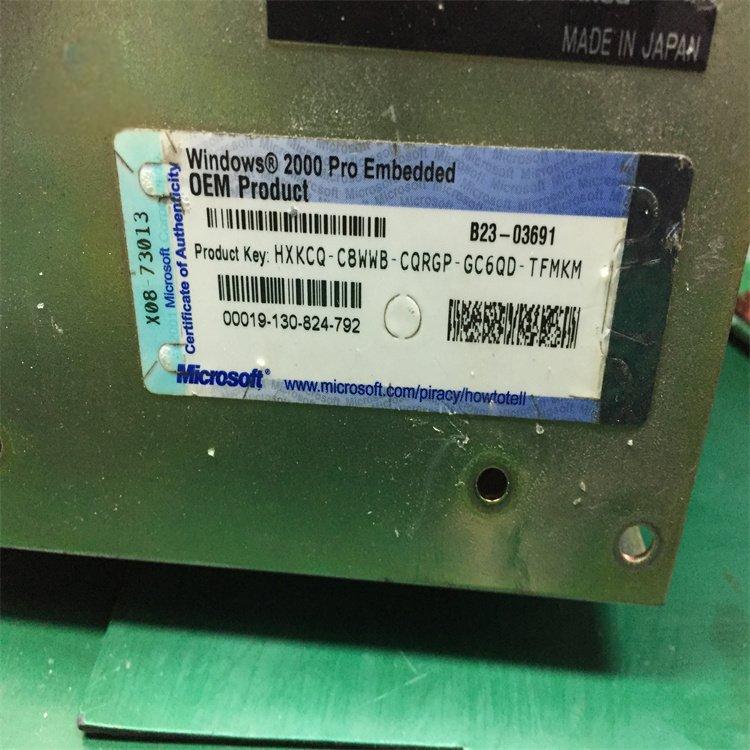 MADE IN JAPAN
Windows® 2000 Pro Embedded
OEM Product
B23-03691
Product Key: HXKCQ-C8WWB-CQRGP-GC6QD-TFMKM
00019-130-824-792
Microsoft® www.microsoft.com/piracy/howtotell
X08-73013
Microsoft Corporation
Certificate of Authenticity